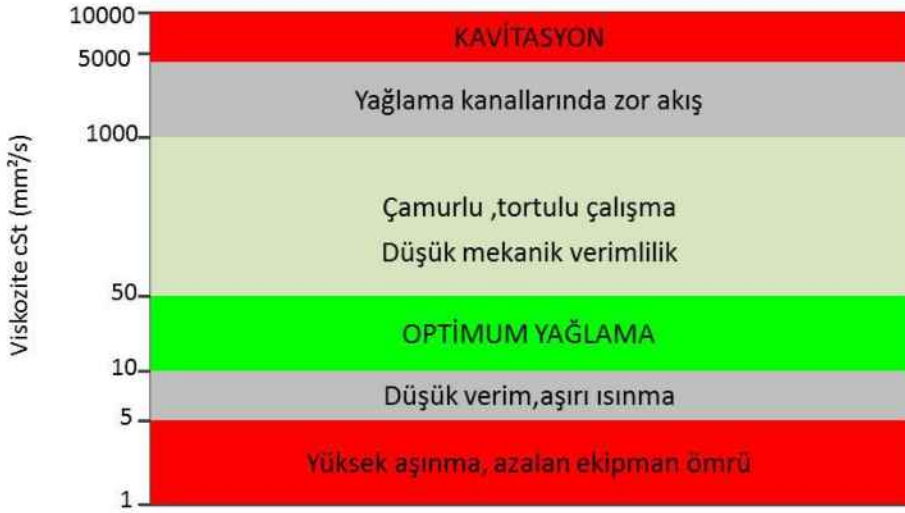 10000
KAVİTASYON
5000
Yağlama kanallarında zor akış
1000
Viskozite cSt (mm²/s)
Çamurlu ,tortulu çalışma
Düşük mekanik verimlilik
50
OPTİMUM YAĞLAMA
10
Düşük verim,aşırı ısınma
5
Yüksek aşınma, azalan ekipman ömrü
1